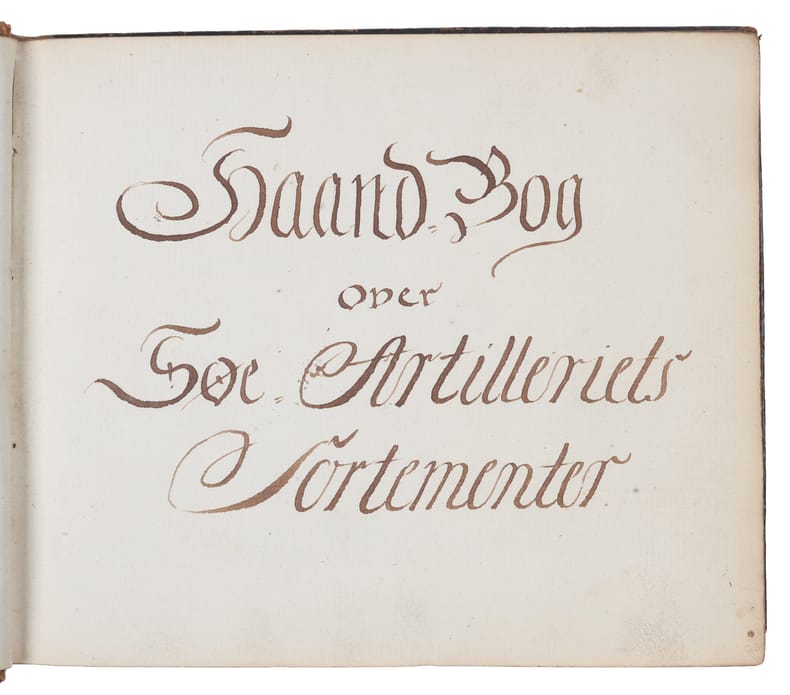 Haand-Bog
over
Søe-Artilleriets
Sortementer